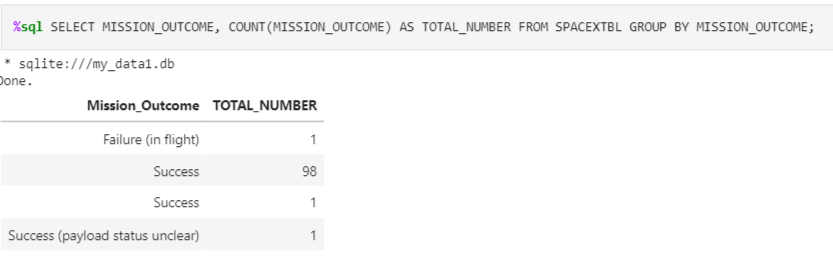 %sql SELECT MISSION_OUTCOME, COUNT(MISSION_OUTCOME) AS TOTAL_NUMBER FROM SPACEXTBL GROUP BY MISSION_OUTCOME;
* sqlite:///my_data1.db
Done.
Mission_Outcome TOTAL_NUMBER
Failure (in flight) 1
Success 98
Success 1
Success (payload status unclear) 1